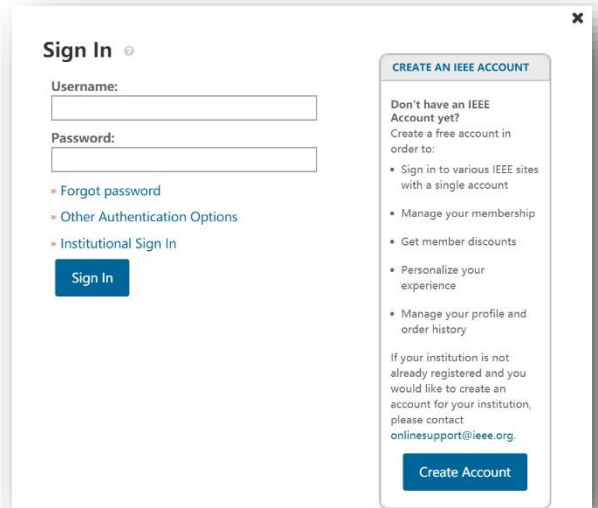 Sign In
Username:
Password:
Forgot password
Other Authentication Options
Institutional Sign In
Sign In
CREATE AN IEEE ACCOUNT
Don't have an IEEE
Account yet?
Create a free account in
order to:
Sign in to various IEEE sites
with a single account
Manage your membership
Get member discounts
Personalize your
experience
Manage your profile and
order history
If your institution is not
already registered and you
would like to create an
account for your institution,
please contact
onlinesupport@ieee.org.
Create Account